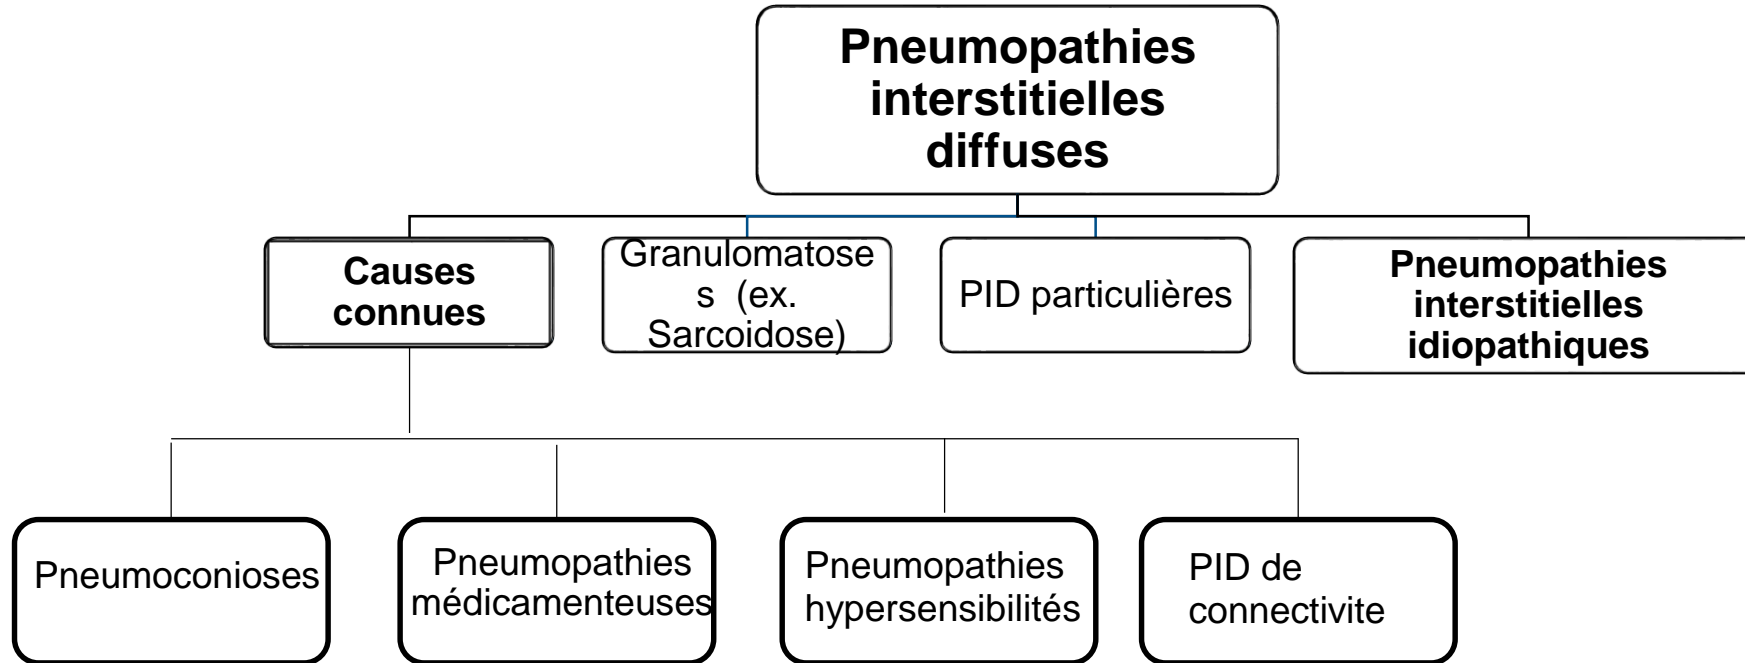 Pneumopathies
interstitielles
diffuses
Causes
connues
Granulomatose
s (ex.
Sarcoidose)
PID particulières
Pneumopathies
interstitielles
idiopathiques
Pneumoconioses
Pneumopathies
médicamenteuses
Pneumopathies
hypersensibilités
PID de
connectivite